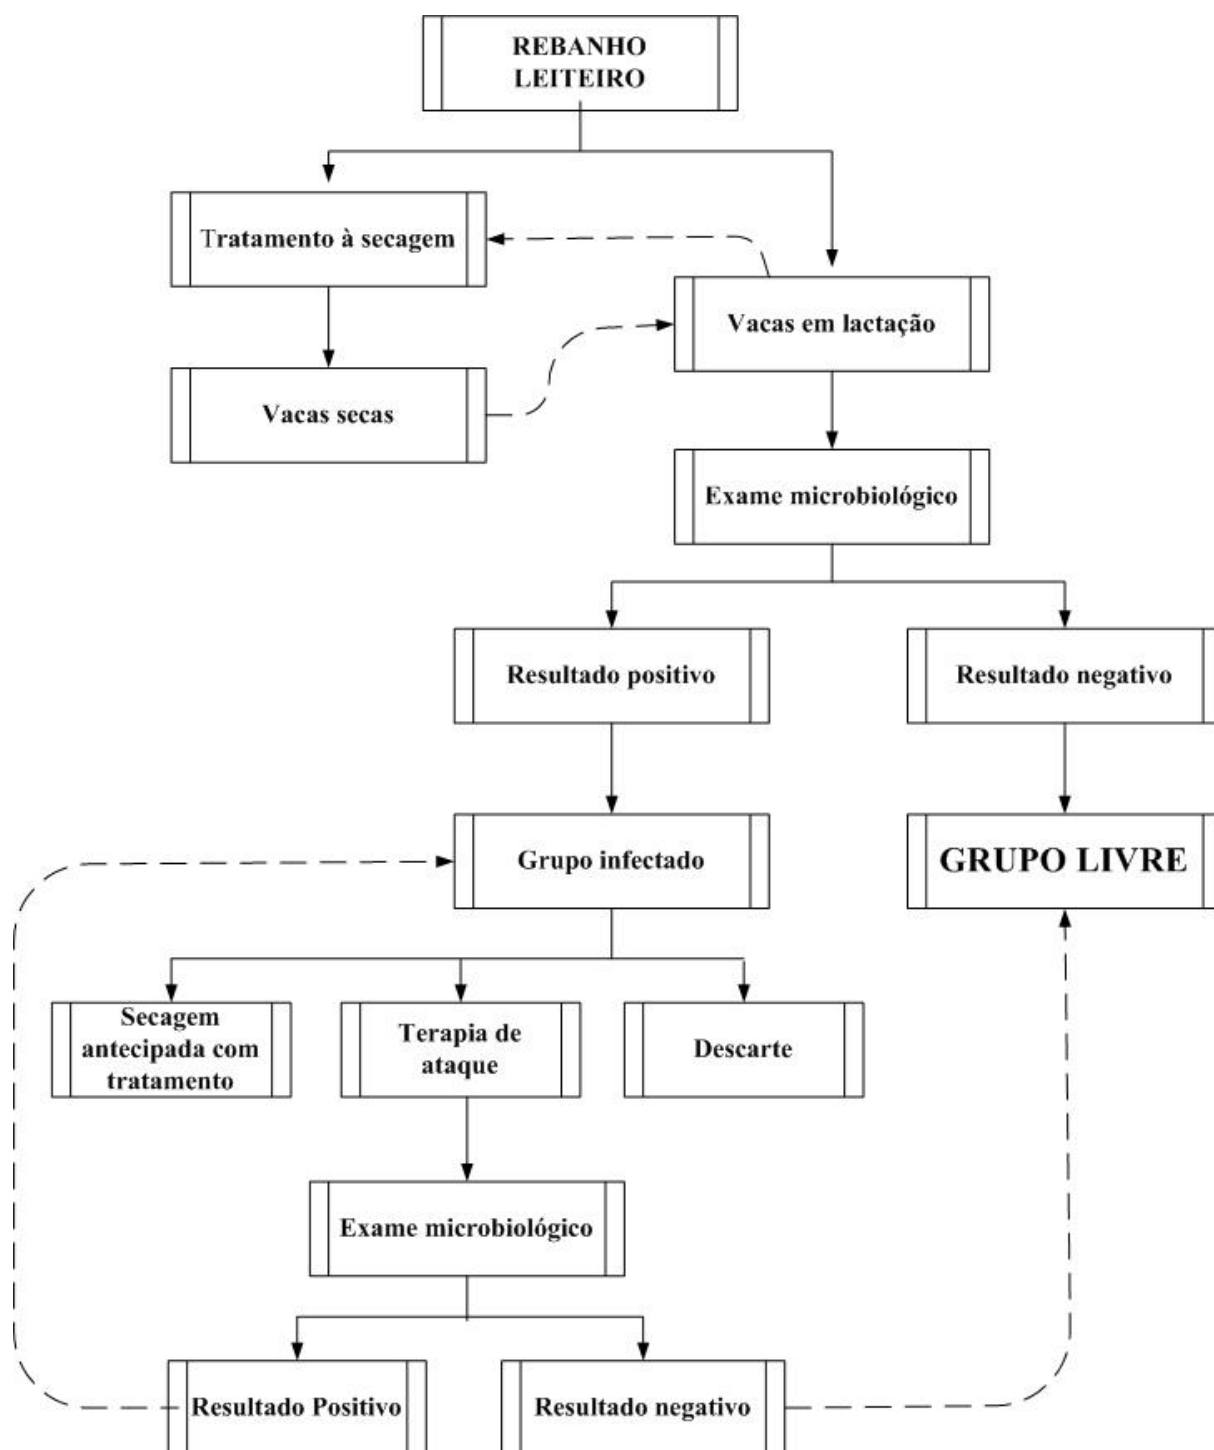 REBANHO
LEITEIRO
Tratamento à secagem
Vacas em lactação
Vacas secas
Exame microbiológico
Resultado positivo
Resultado negativo
Grupo infectado
GRUPO LIVRE
Secagem
antecipada com
tratamento
Terapia de
ataque
Descarte
Exame microbiológico
Resultado Positivo
Resultado negativo